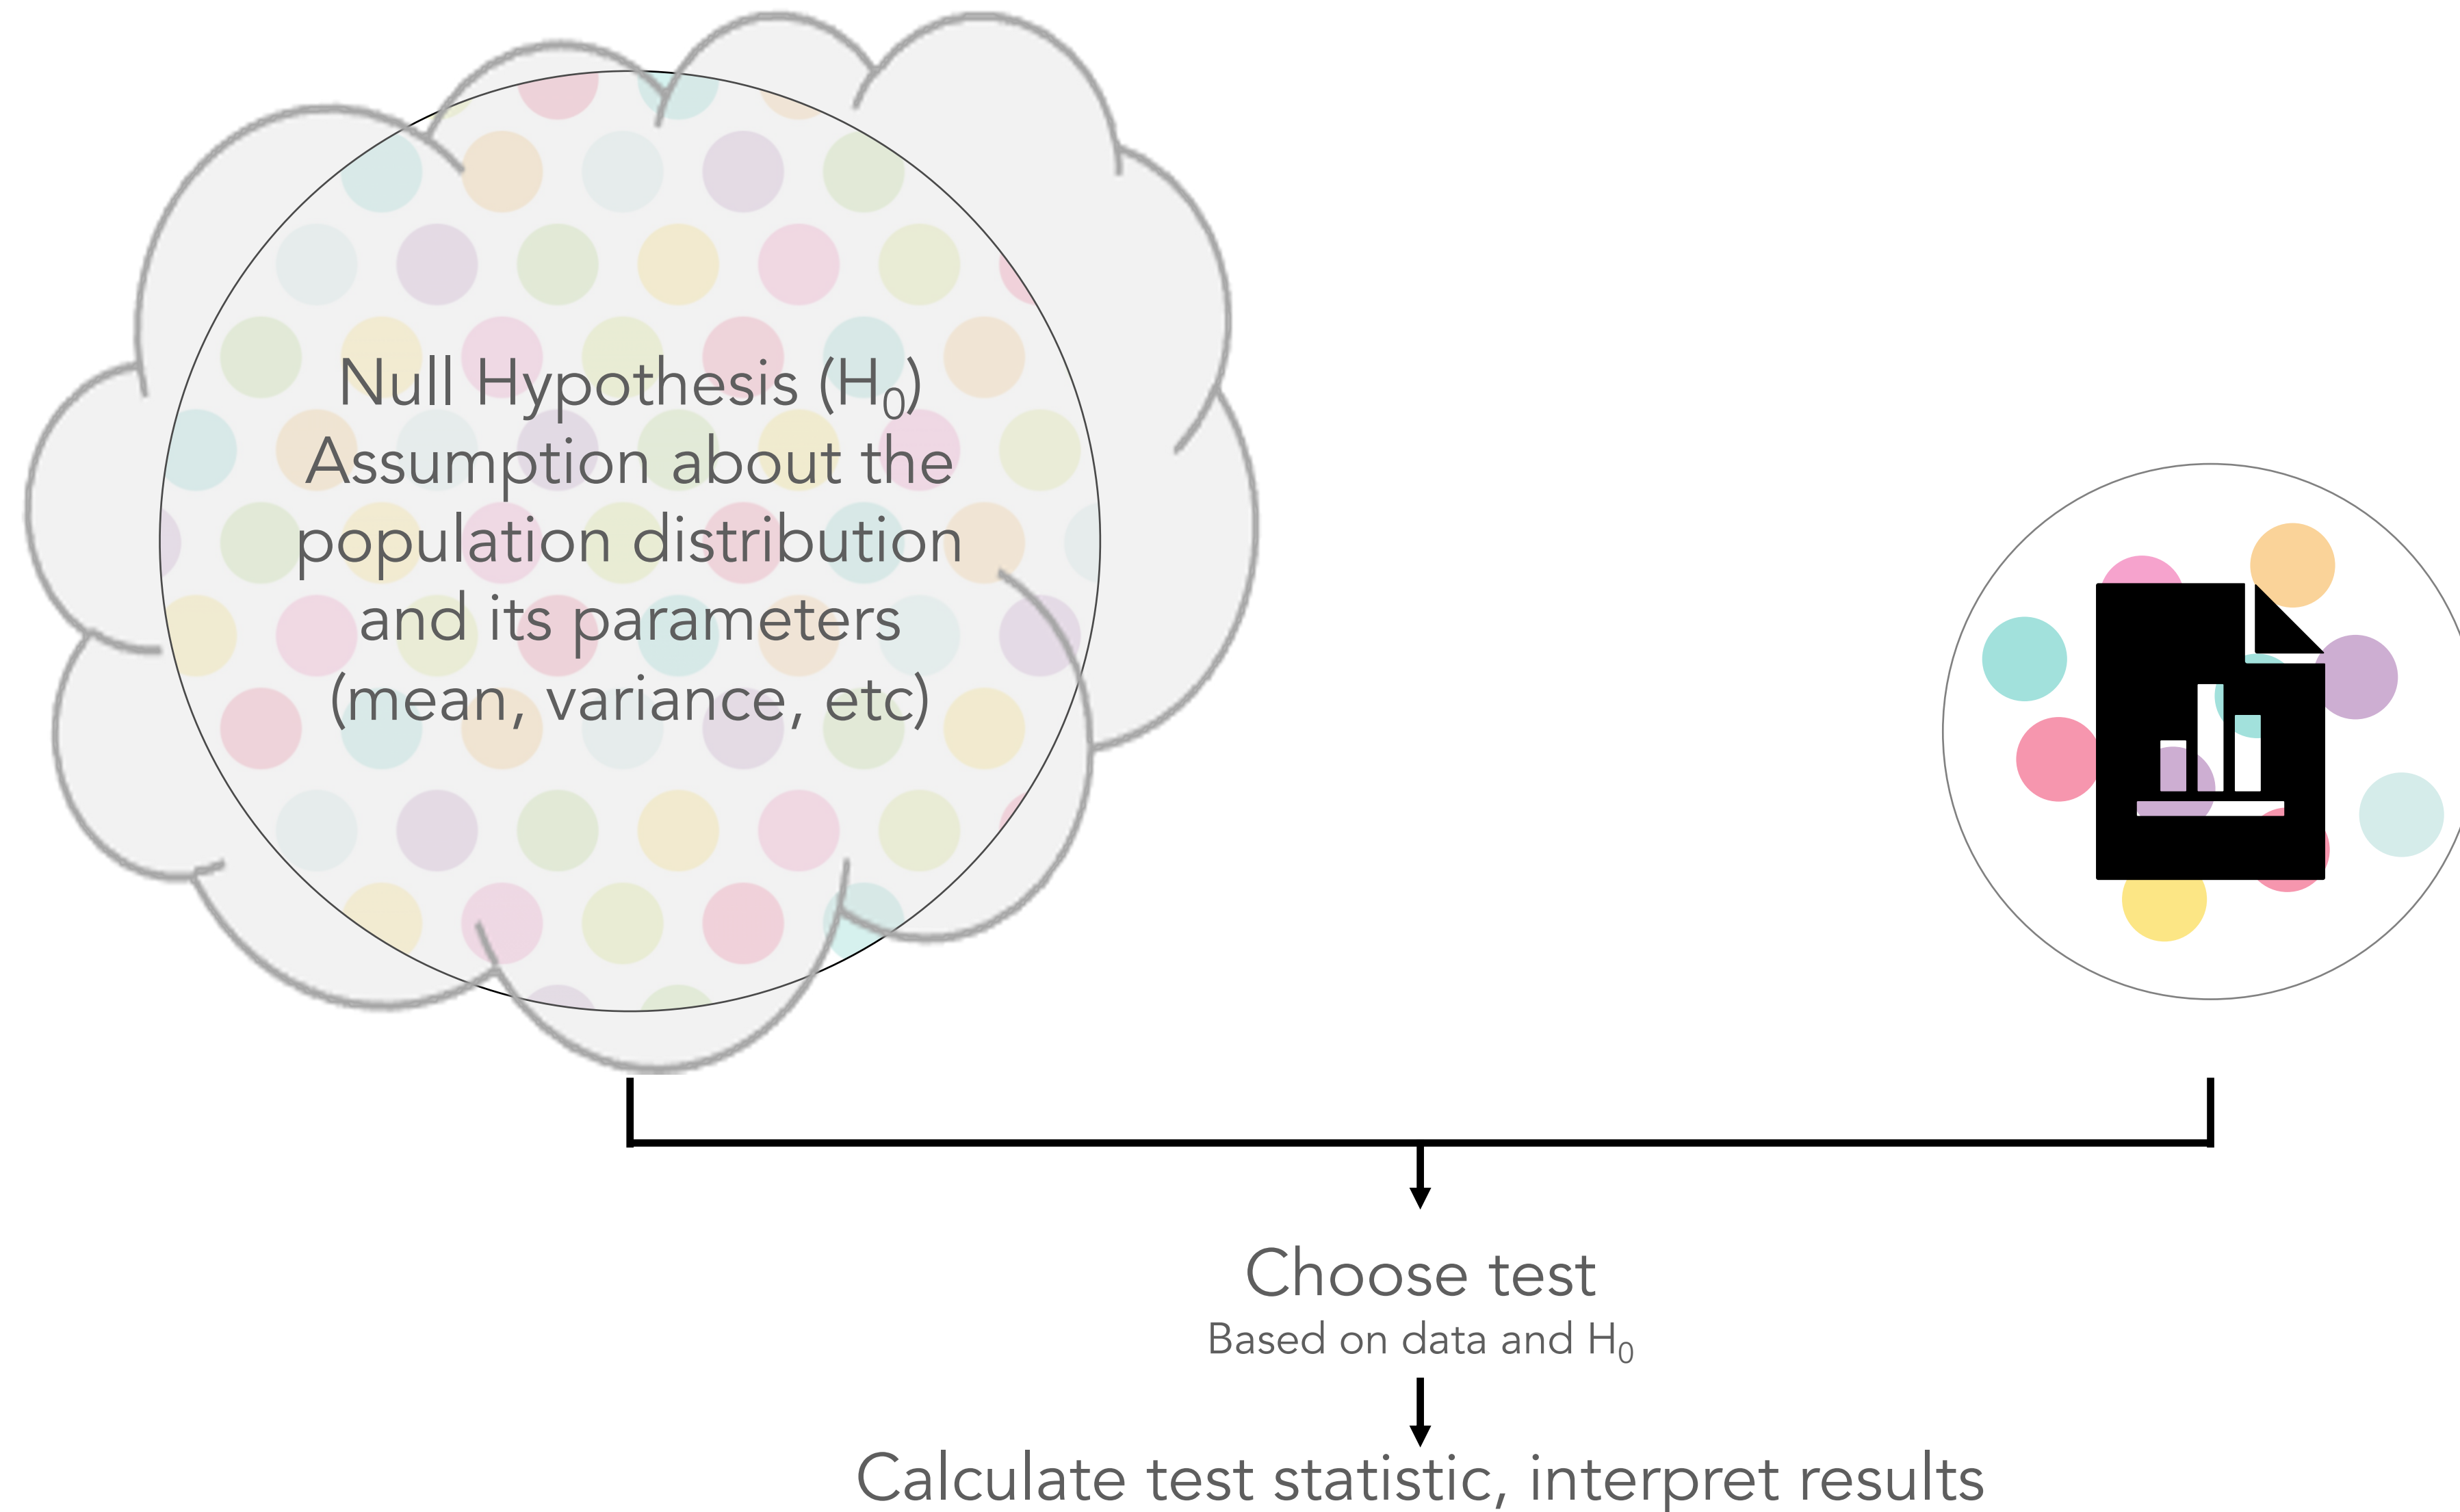 Null Hypothesis (H₀)
Assumption about the
population distribution
and its parameters
(mean, variance, etc)
Choose test
Based on data and H₀
Calculate test statistic, interpret results